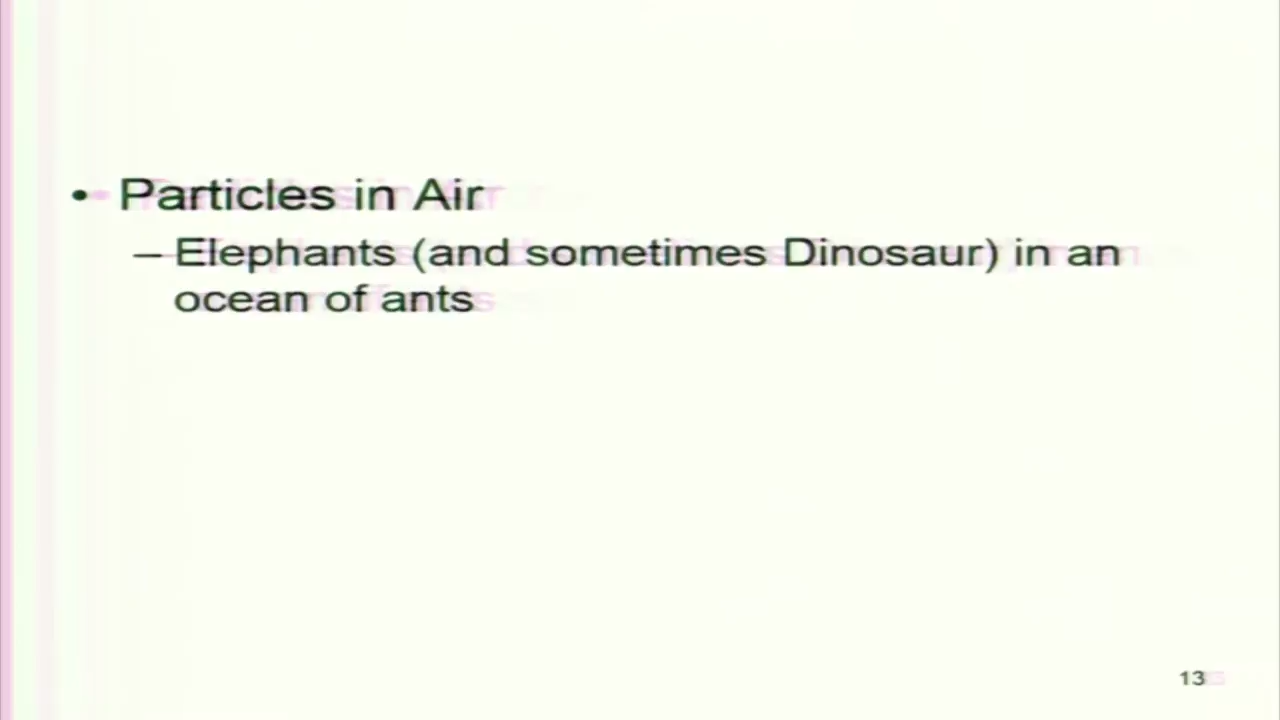 • Particles in Air
– Elephants (and sometimes Dinosaur) in an
ocean of ants
13